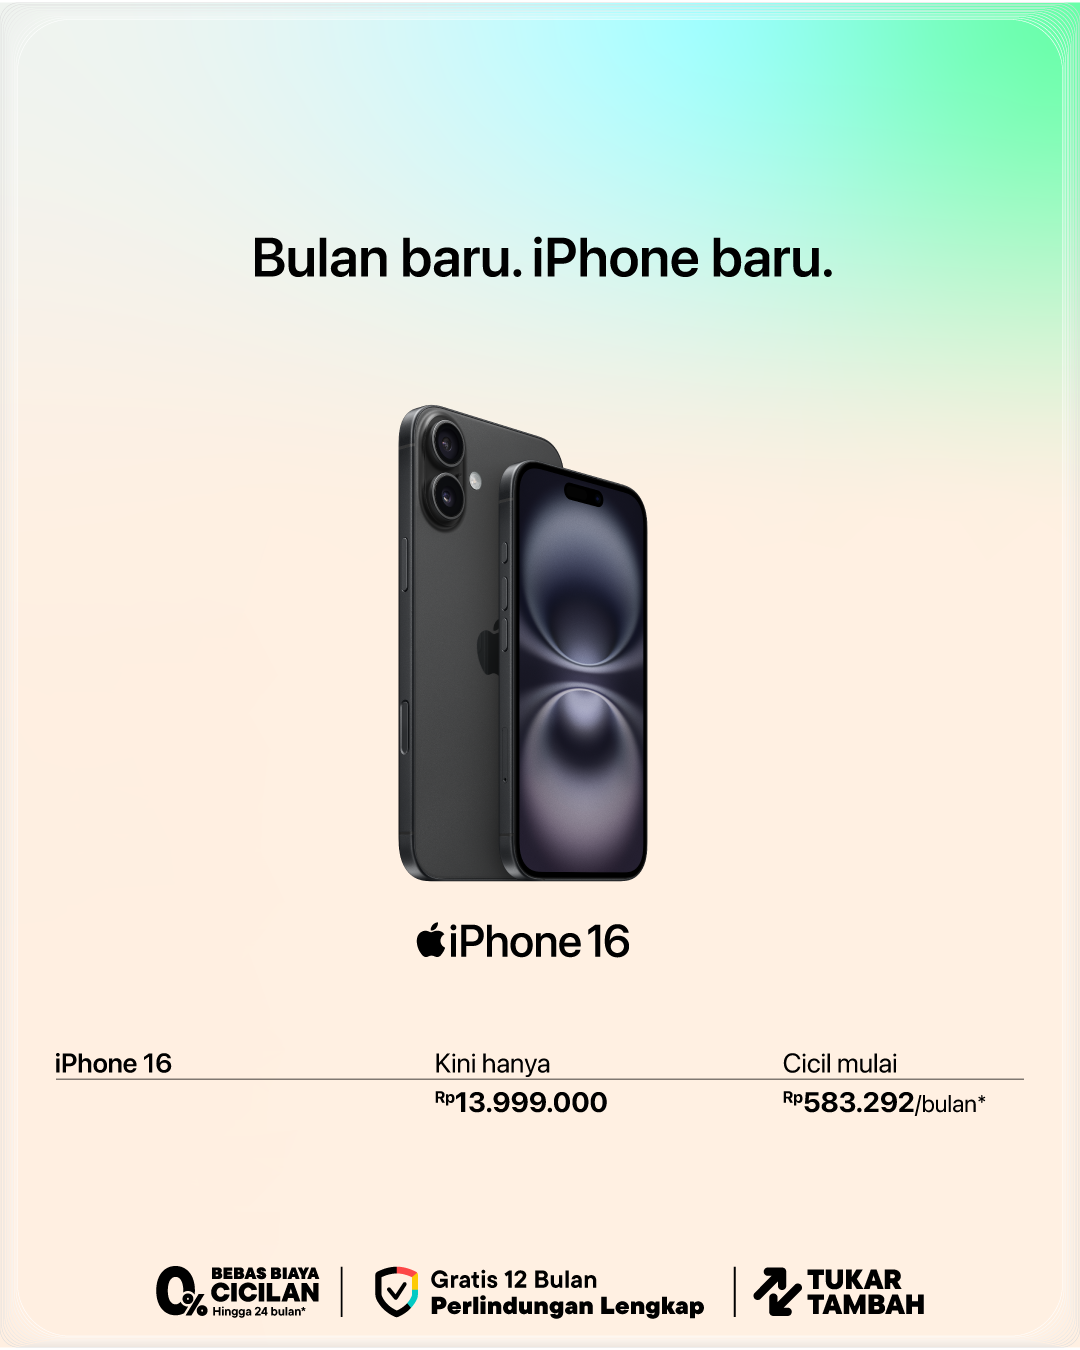 Bulan baru. iPhone baru.
iPhone 16
iPhone 16
Kini hanya
Cicil mulai
Rp13.999.000
Rp583.292/bulan*
0%
BEBAS BIAYA
CICILAN
Hingga 24 bulan*
Gratis 12 Bulan
Perlindungan Lengkap
TUKAR
TAMBAH